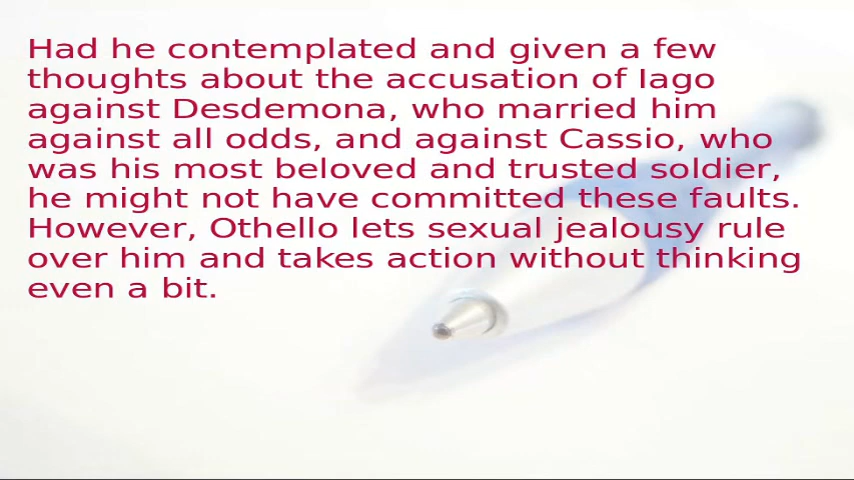 Had he contemplated and given a few
thoughts about the accusation of Iago
against Desdemona, who married him
against all odds, and against Cassio, who
was his most beloved and trusted soldier,
he might not have committed these faults.
However, Othello lets sexual jealousy rule
over him and takes action without thinking
even a bit.